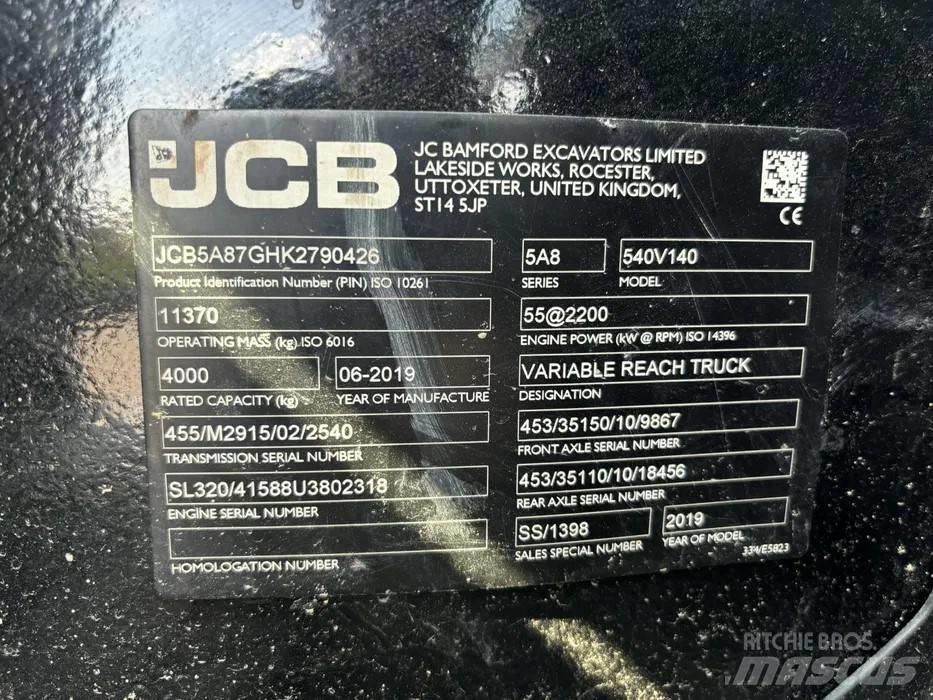 JCB
JC BAMFORD EXCAVATORS LIMITED
LAKESIDE WORKS, ROCESTER,
UTTOXETER, UNITED KINGDOM,
ST14 5JP
CE
JCB5A87GHK2790426
Product Identification Number (PIN) ISO 10261
5A8
SERIES
540V140
MODEL
11370
OPERATING MASS (kg) ISO 6016
55@2200
ENGINE POWER (kW @ RPM) ISO 14396
4000
RATED CAPACITY (kg)
06-2019
YEAR OF MANUFACTURE
VARIABLE REACH TRUCK
DESIGNATION
455/M2915/02/2540
TRANSMISSION SERIAL NUMBER
453/35150/10/9867
FRONT AXLE SERIAL NUMBER
SL320/41588U3802318
ENGINE SERIAL NUMBER
453/35110/10/18456
REAR AXLE SERIAL NUMBER
HOMOLOGATION NUMBER
SS/1398
SALES SPECIAL NUMBER
2019
YEAR OF MODEL
RITCHIE BROS.
MASCUS